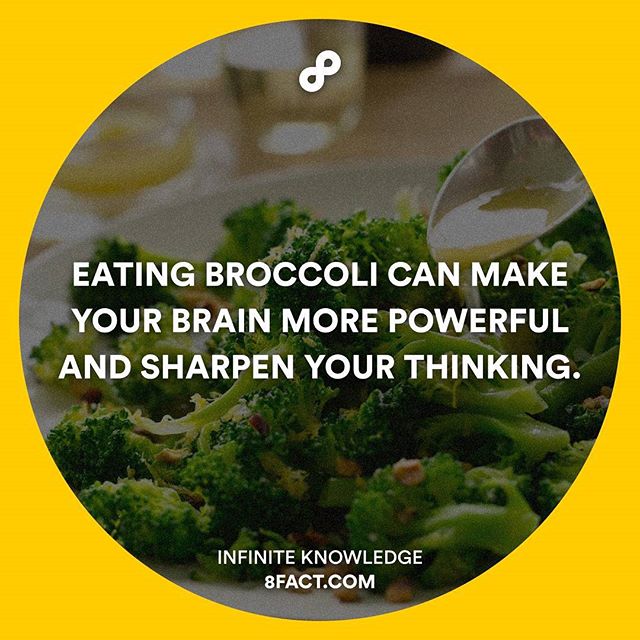 EATING BROCCOLI CAN MAKE
YOUR BRAIN MORE POWERFUL
AND SHARPEN YOUR THINKING.
INFINITE KNOWLEDGE
8FACT.COM